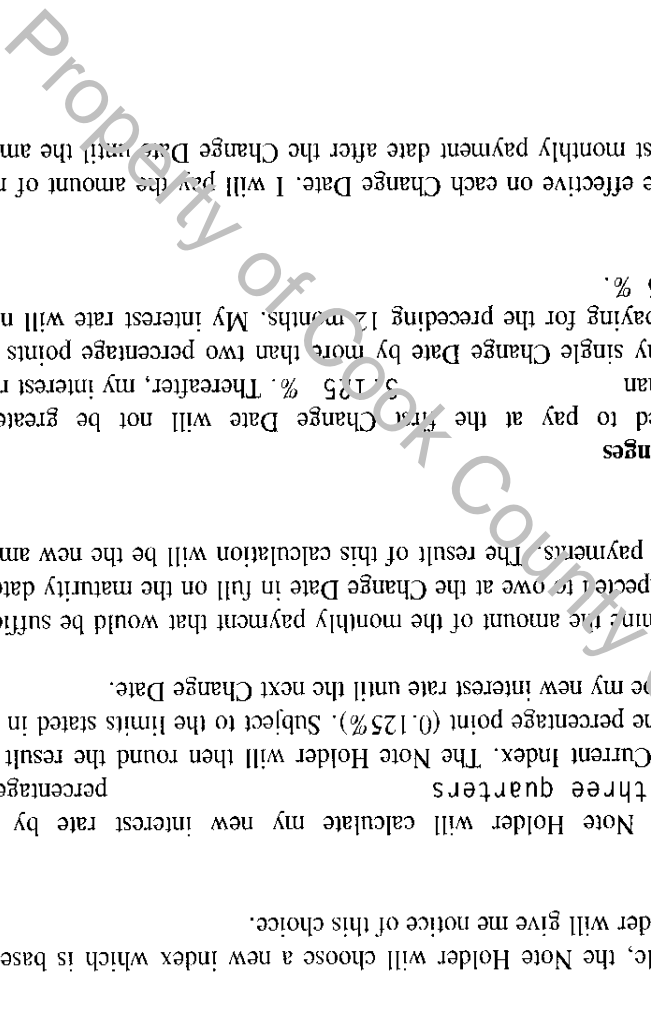 the Note Holder will choose a new index which is base
der will give me notice of this choice.
Note Holder will calculate my new interest rate by
three quarters percentage
Current Index. The Note Holder will then round the result
ne percentage point (0.125%). Subject to the limits stated in
be my new interest rate until the next Change Date.
mine the amount of the monthly payment that would be suffi
pected to owe at the Change Date in full on the maturity date
payments. The result of this calculation will be the new am
nges
ed to pay at the first Change Date will not be greate
han 5.125 %. Thereafter, my interest r
ny single Change Date by more than two percentage points
paying for the preceding 12 months. My interest rate will n
%.
e effective on each Change Date. I will pay the amount of
st monthly payment date after the Change Date until the am
Property of Cook County